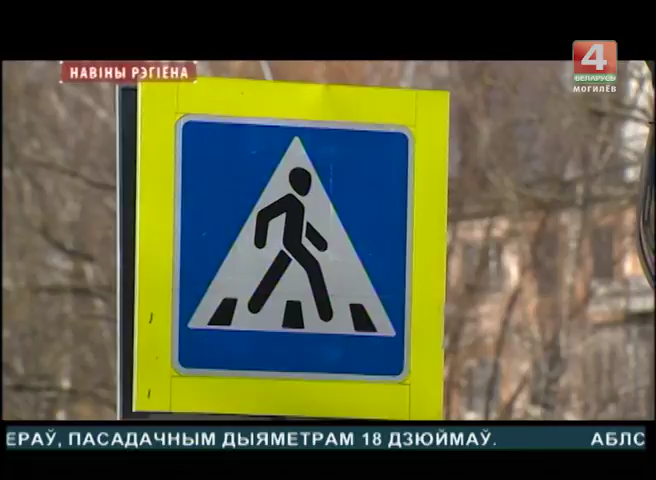 НАВІНЫ РЭГІЁНА
4
БЕЛАРУСЬ
МОГИЛЁВ
ЕРАЎ, ПАСАДАЧНЫМ ДЫЯМЕТРАМ 18 ДЗЮЙМАЎ. АБЛС